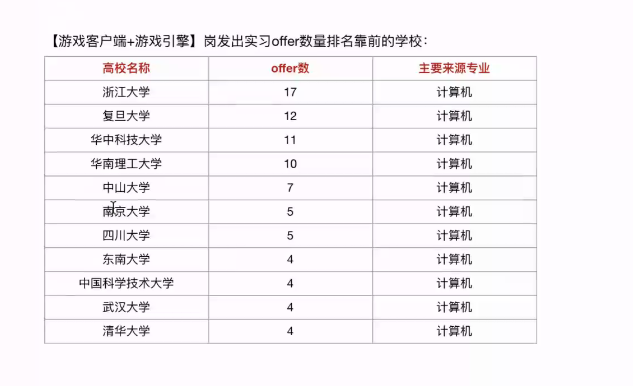 【游戏客户端+游戏引擎】岗发出实习offer数量排名靠前的学校：
高校名称 offer数 主要来源专业
浙江大学 17 计算机
复旦大学 12 计算机
华中科技大学 11 计算机
华南理工大学 10 计算机
中山大学 7 计算机
南京大学 5 计算机
四川大学 5 计算机
东南大学 4 计算机
中国科学技术大学 4 计算机
武汉大学 4 计算机
清华大学 4 计算机